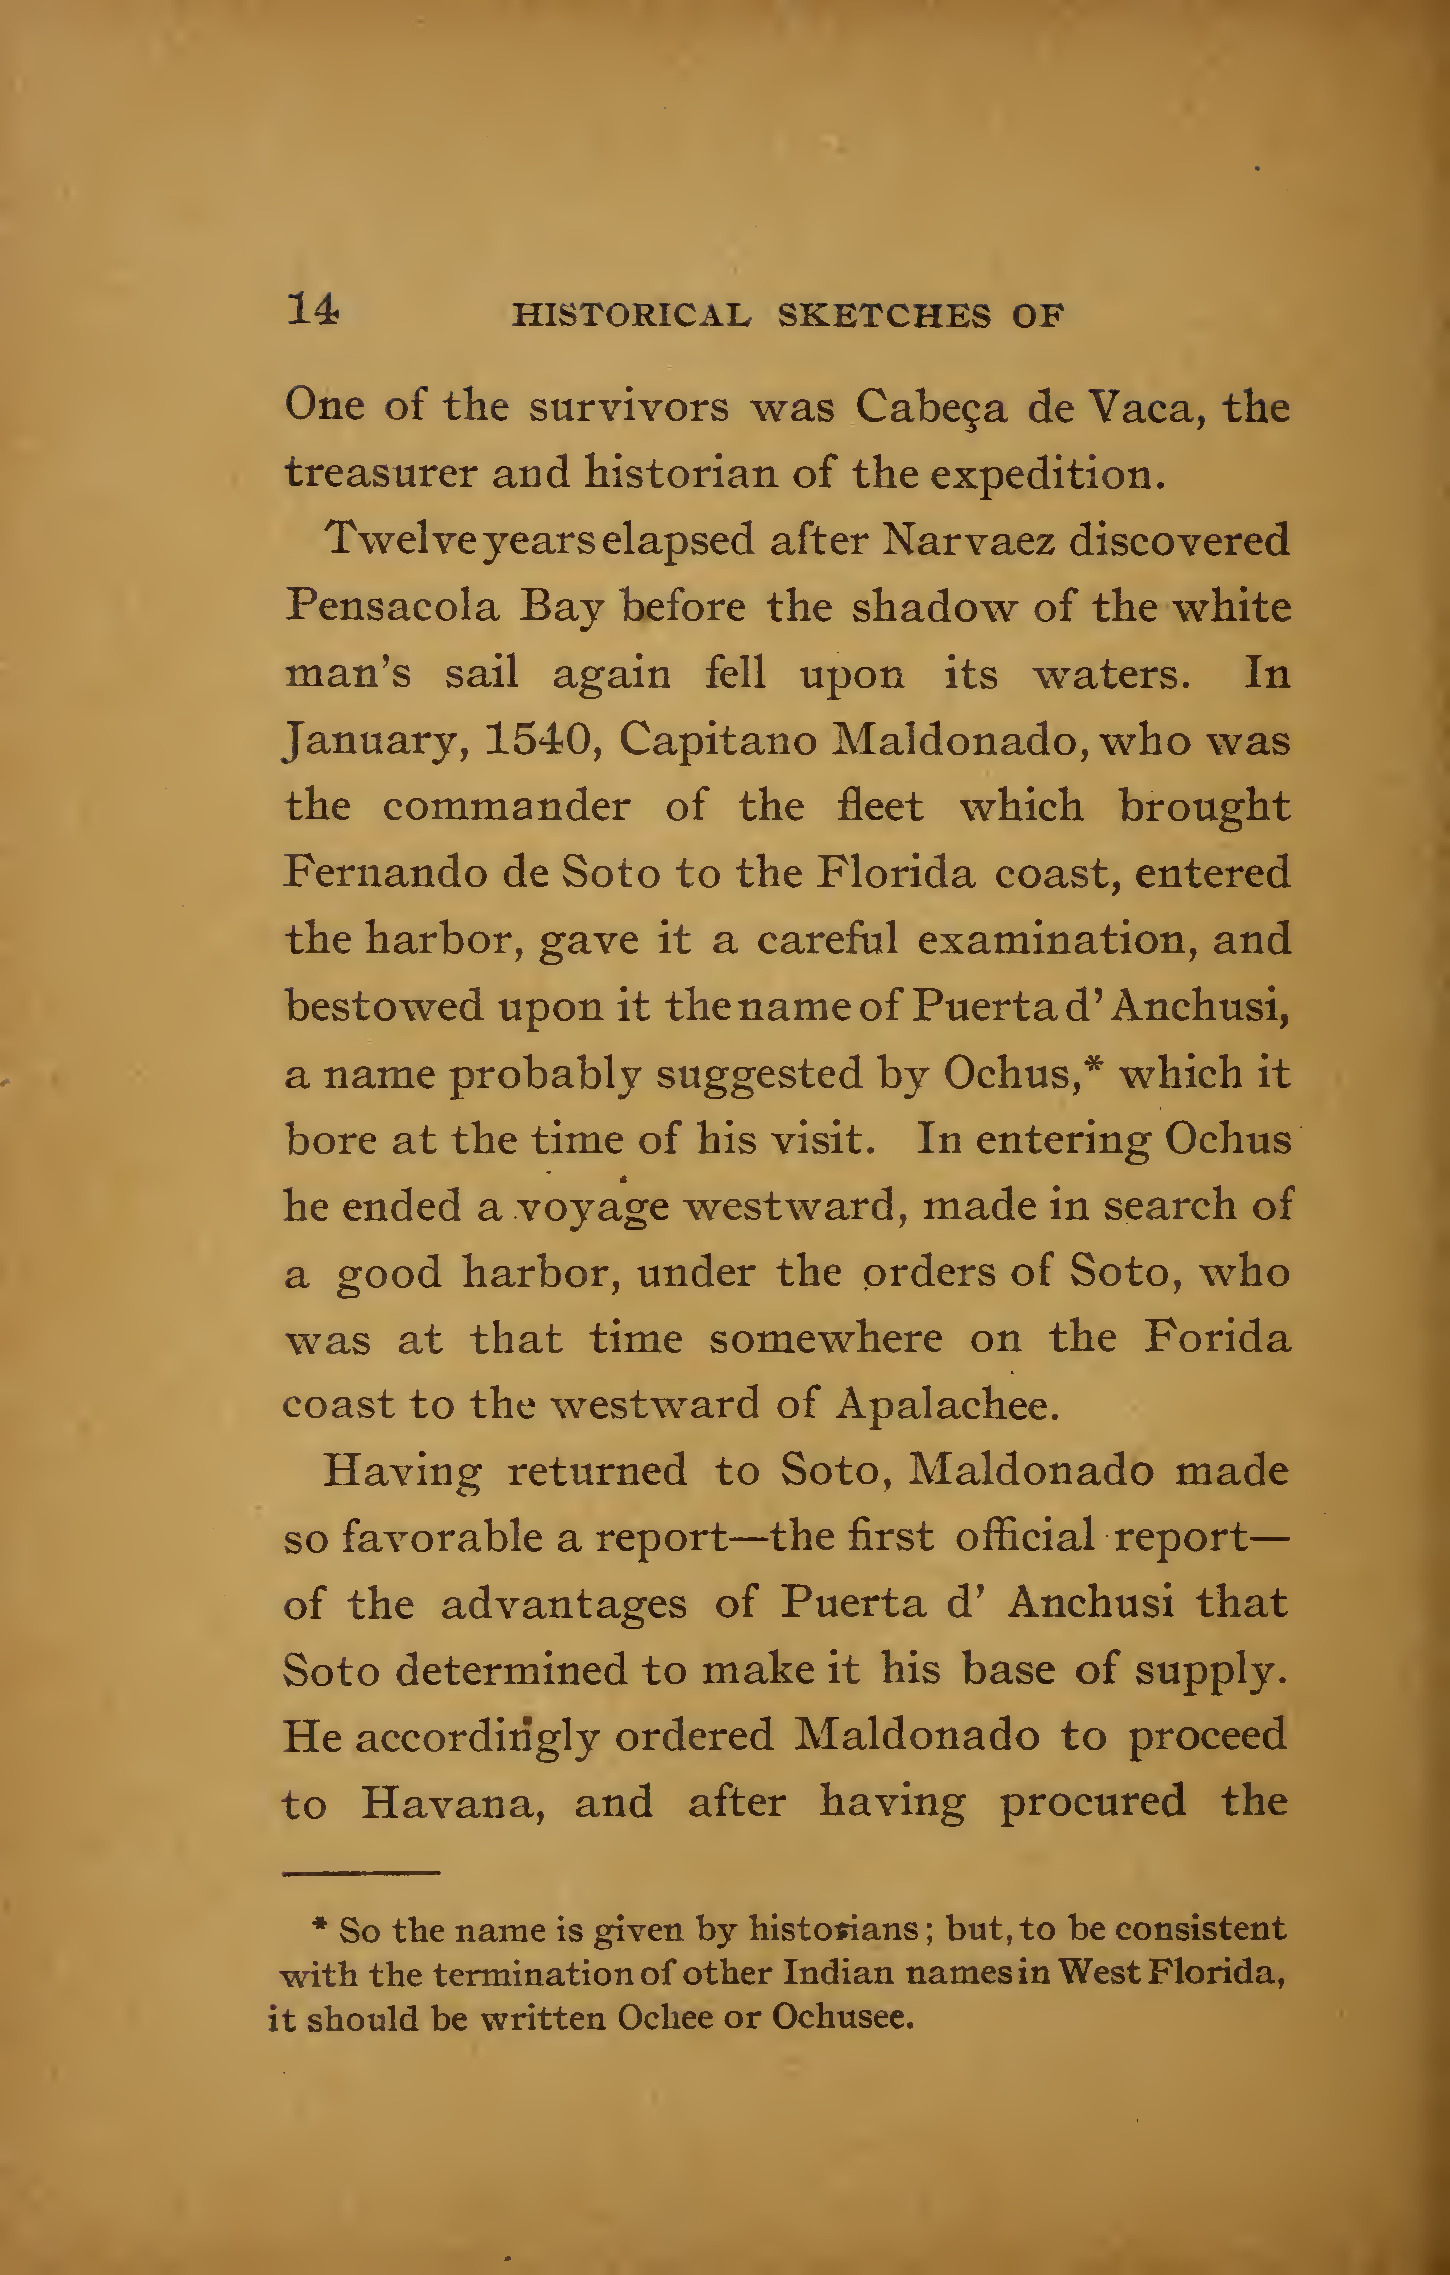 14 HISTORICAL SKETCHES OF
One of the survivors was Cabeça de Vaca, the
treasurer and historian of the expedition.
Twelve years elapsed after Narvaez discovered
Pensacola Bay before the shadow of the white
man's sail again fell upon its waters. In
January, 1540, Capitano Maldonado, who was
the commander of the fleet which brought
Fernando de Soto to the Florida coast, entered
the harbor, gave it a careful examination, and
bestowed upon it the name of Puerta d' Anchusi,
a name probably suggested by Ochus,* which it
bore at the time of his visit. In entering Ochus
he ended a voyage westward, made in search of
a good harbor, under the orders of Soto, who
was at that time somewhere on the Forida
coast to the westward of Apalachee.
Having returned to Soto, Maldonado made
so favorable a report—the first official report—
of the advantages of Puerta d' Anchusi that
Soto determined to make it his base of supply.
He accordingly ordered Maldonado to proceed
to Havana, and after having procured the
* So the name is given by historians; but, to be consistent
with the termination of other Indian names in West Florida,
it should be written Ochee or Ochusee.